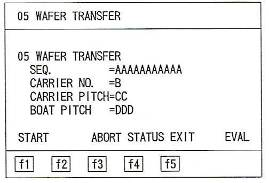 05 WAFER TRANSFER
05 WAFER TRANSFER
SEQ. =AAAAAAAAAAA
CARRIER NO. =B
CARRIER PITCH=CC
BOAT PITCH =DDD
START ABORT STATUS EXIT EVAL
f1 f2 f3 f4 f5